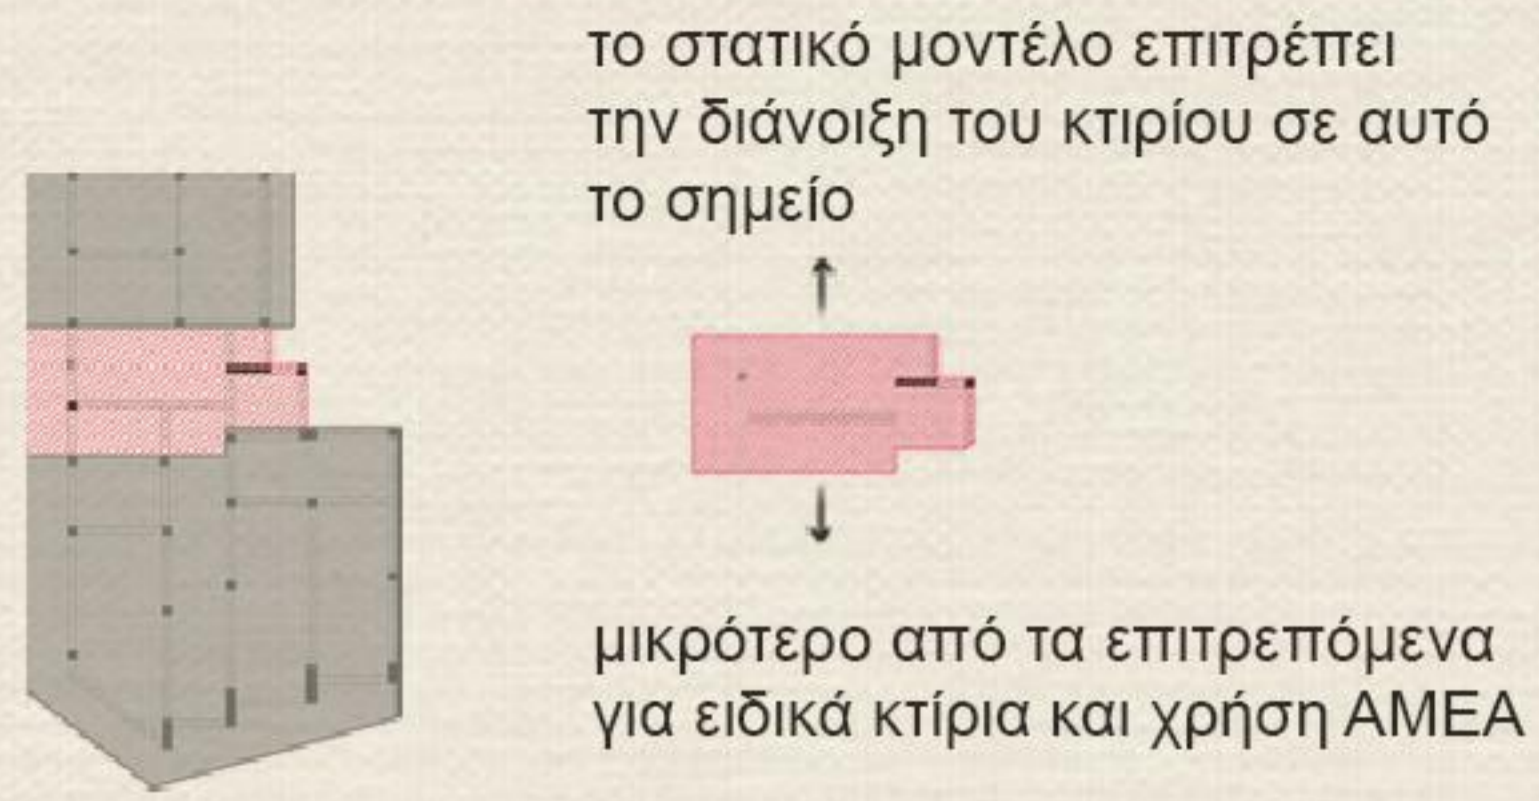 το στατικό μοντέλο επιτρέπει
την διάνοιξη του κτιρίου σε αυτό
το σημείο
μικρότερο από τα επιτρεπόμενα
για ειδικά κτίρια και χρήση ΑΜΕΑ